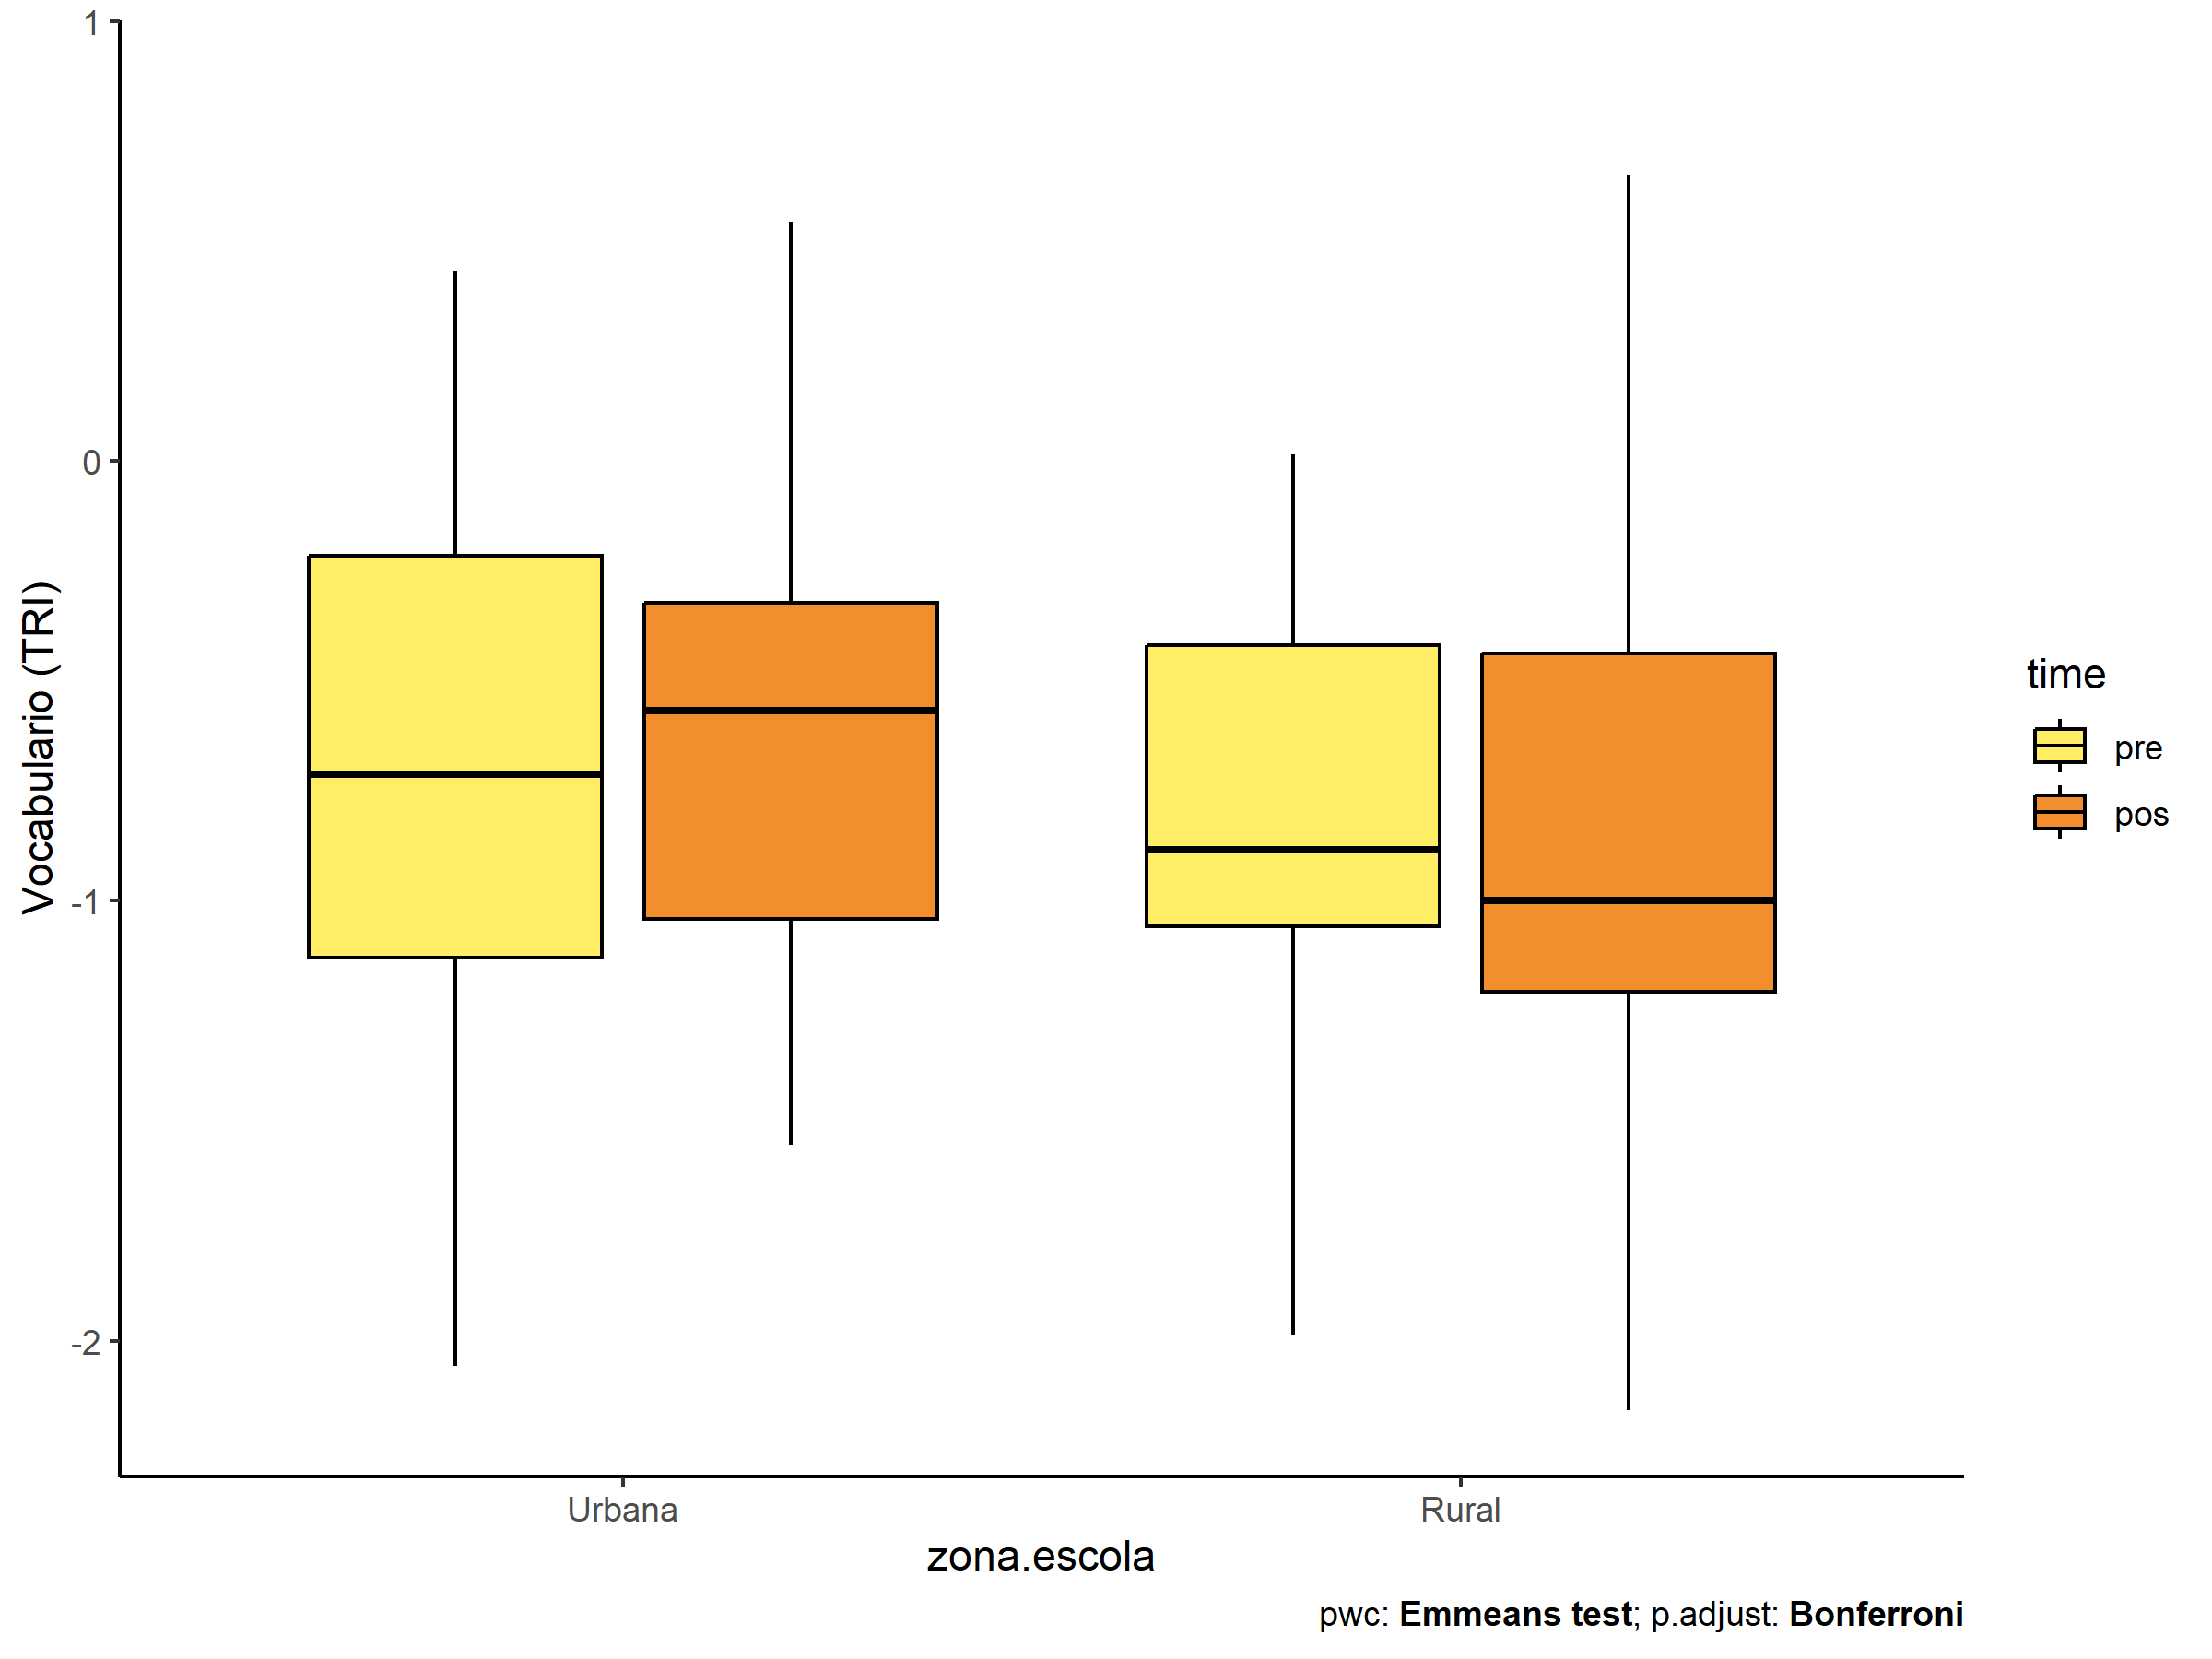 1
0
-1
-2
Vocabulario (TRI)
Urbana
Rural
zona.escola
time
pre
pos
pwc: Emmeans test; p.adjust: Bonferroni